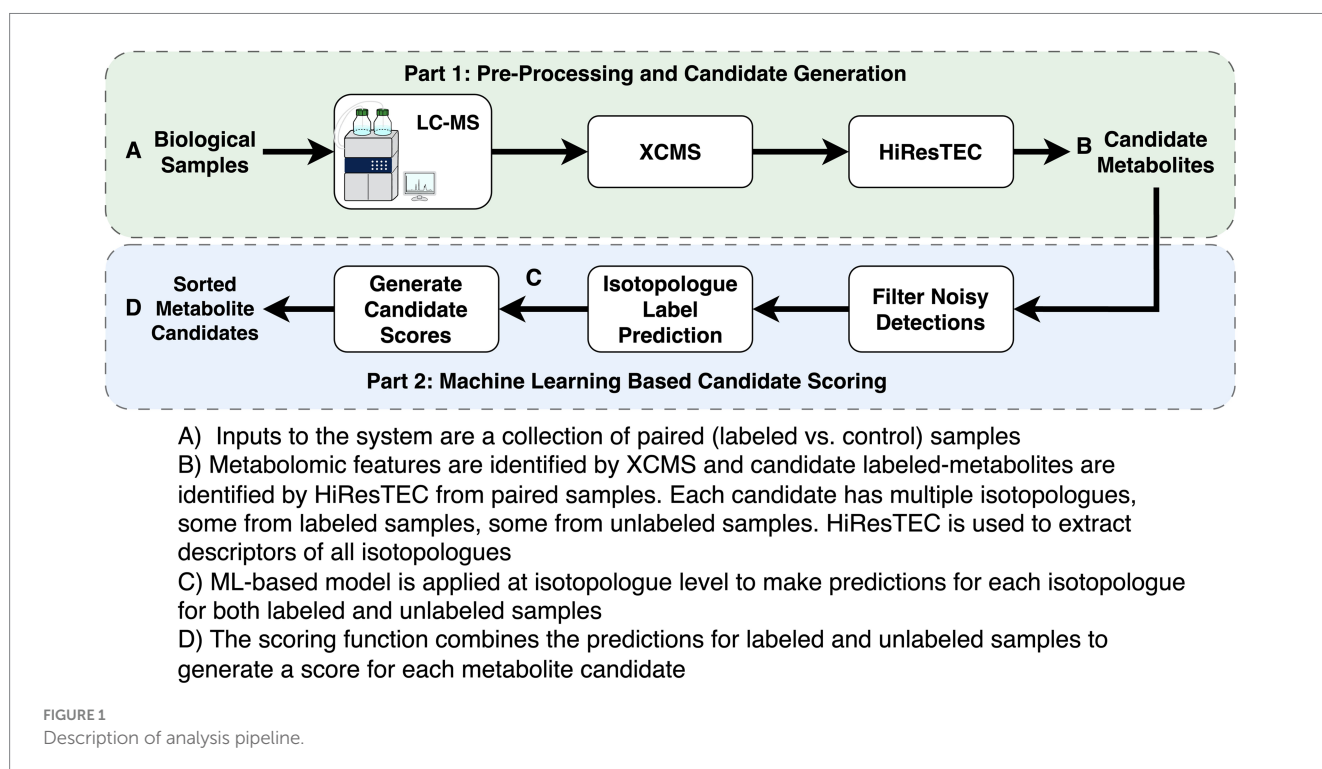 Part 1: Pre-Processing and Candidate Generation
A
Biological
Samples
LC-MS
XCMS
HiResTEC
B
Candidate
Metabolites
D
Sorted
Metabolite
Candidates
Generate
Candidate
Scores
C
Isotopologue
Label
Prediction
Filter Noisy
Detections
Part 2: Machine Learning Based Candidate Scoring
A) Inputs to the system are a collection of paired (labeled vs. control) samples
B) Metabolomic features are identified by XCMS and candidate labeled-metabolites are
identified by HiResTEC from paired samples. Each candidate has multiple isotopologues,
some from labeled samples, some from unlabeled samples. HiResTEC is used to extract
descriptors of all isotopologues
C) ML-based model is applied at isotopologue level to make predictions for each isotopologue
for both labeled and unlabeled samples
D) The scoring function combines the predictions for labeled and unlabeled samples to
generate a score for each metabolite candidate
FIGURE 1
Description of analysis pipeline.